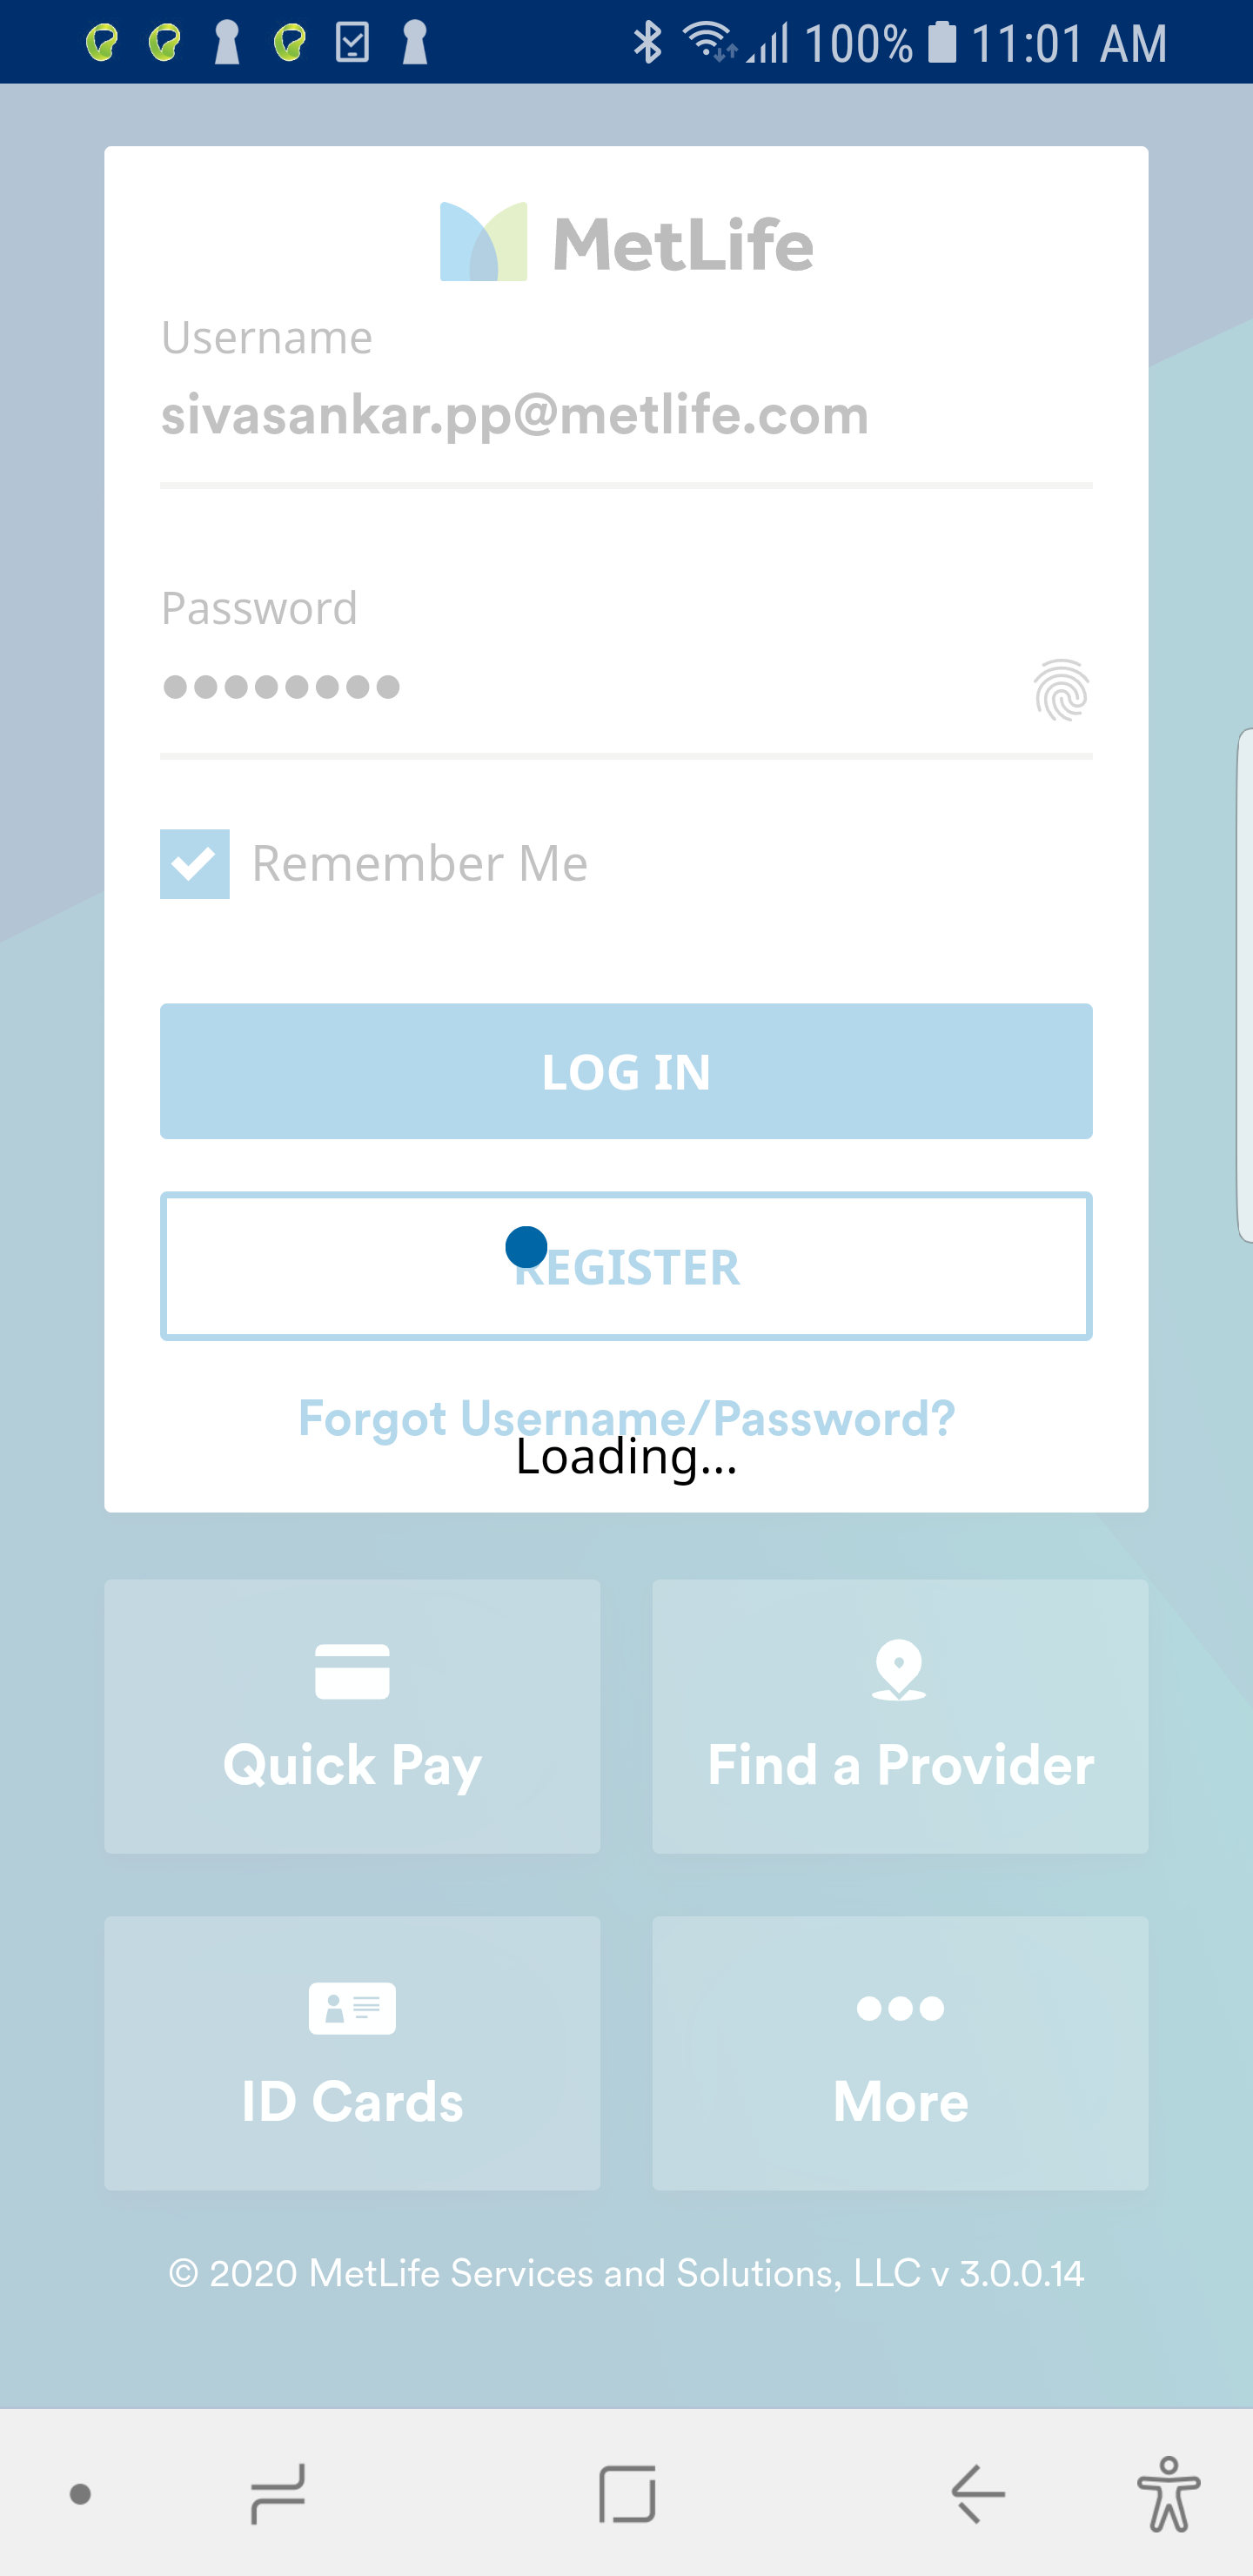 100% 11:01 AM
MetLife
Username
sivasankar.pp@metlife.com
Password
Remember Me
LOG IN
REGISTER
Forgot Username/Password?
Loading...
Quick Pay
Find a Provider
ID Cards
More
© 2020 MetLife Services and Solutions, LLC v 3.0.0.14